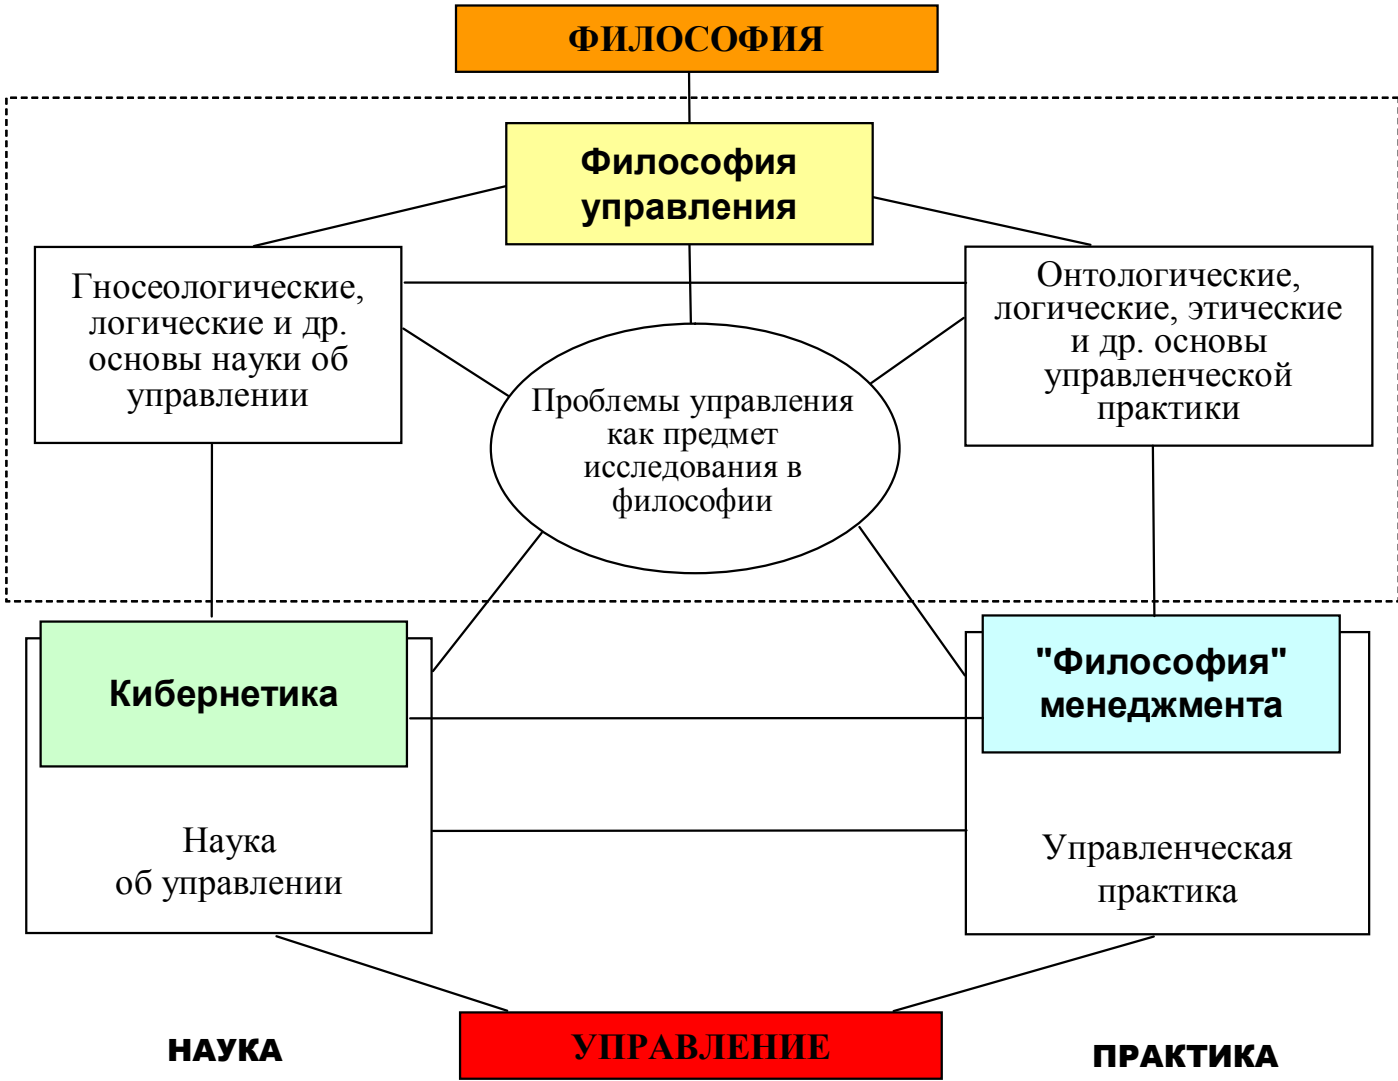 ФИЛОСОФИЯ
Философия
управления
Гносеологические,
логические и др.
основы науки об
управлении
Онтологические,
логические, этические
и др. основы
управленческой
практики
Проблемы управления
как предмет
исследования в
философии
Кибернетика
"Философия"
менеджмента
Наука
об управлении
Управленческая
практика
НАУКА
УПРАВЛЕНИЕ
ПРАКТИКА